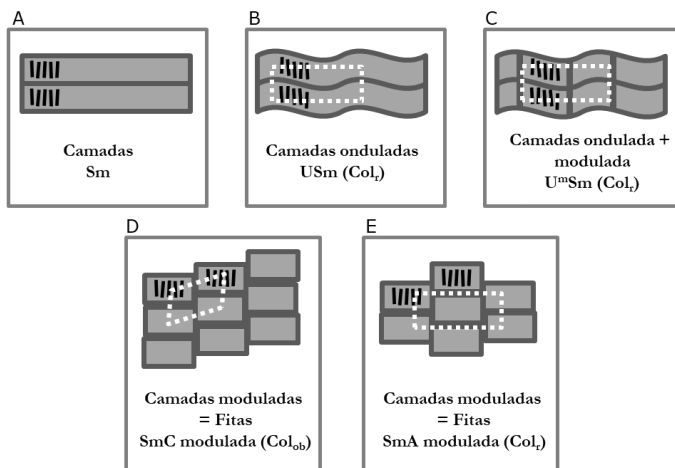 A
Camadas
Sm
B
Camadas onduladas
USm (Colᵣ)
C
Camadas ondulada +
modulada
UᵐSm (Colᵣ)
D
Camadas moduladas
= Fitas
SmC modulada (Colₒb)
E
Camadas moduladas
= Fitas
SmA modulada (Colᵣ)